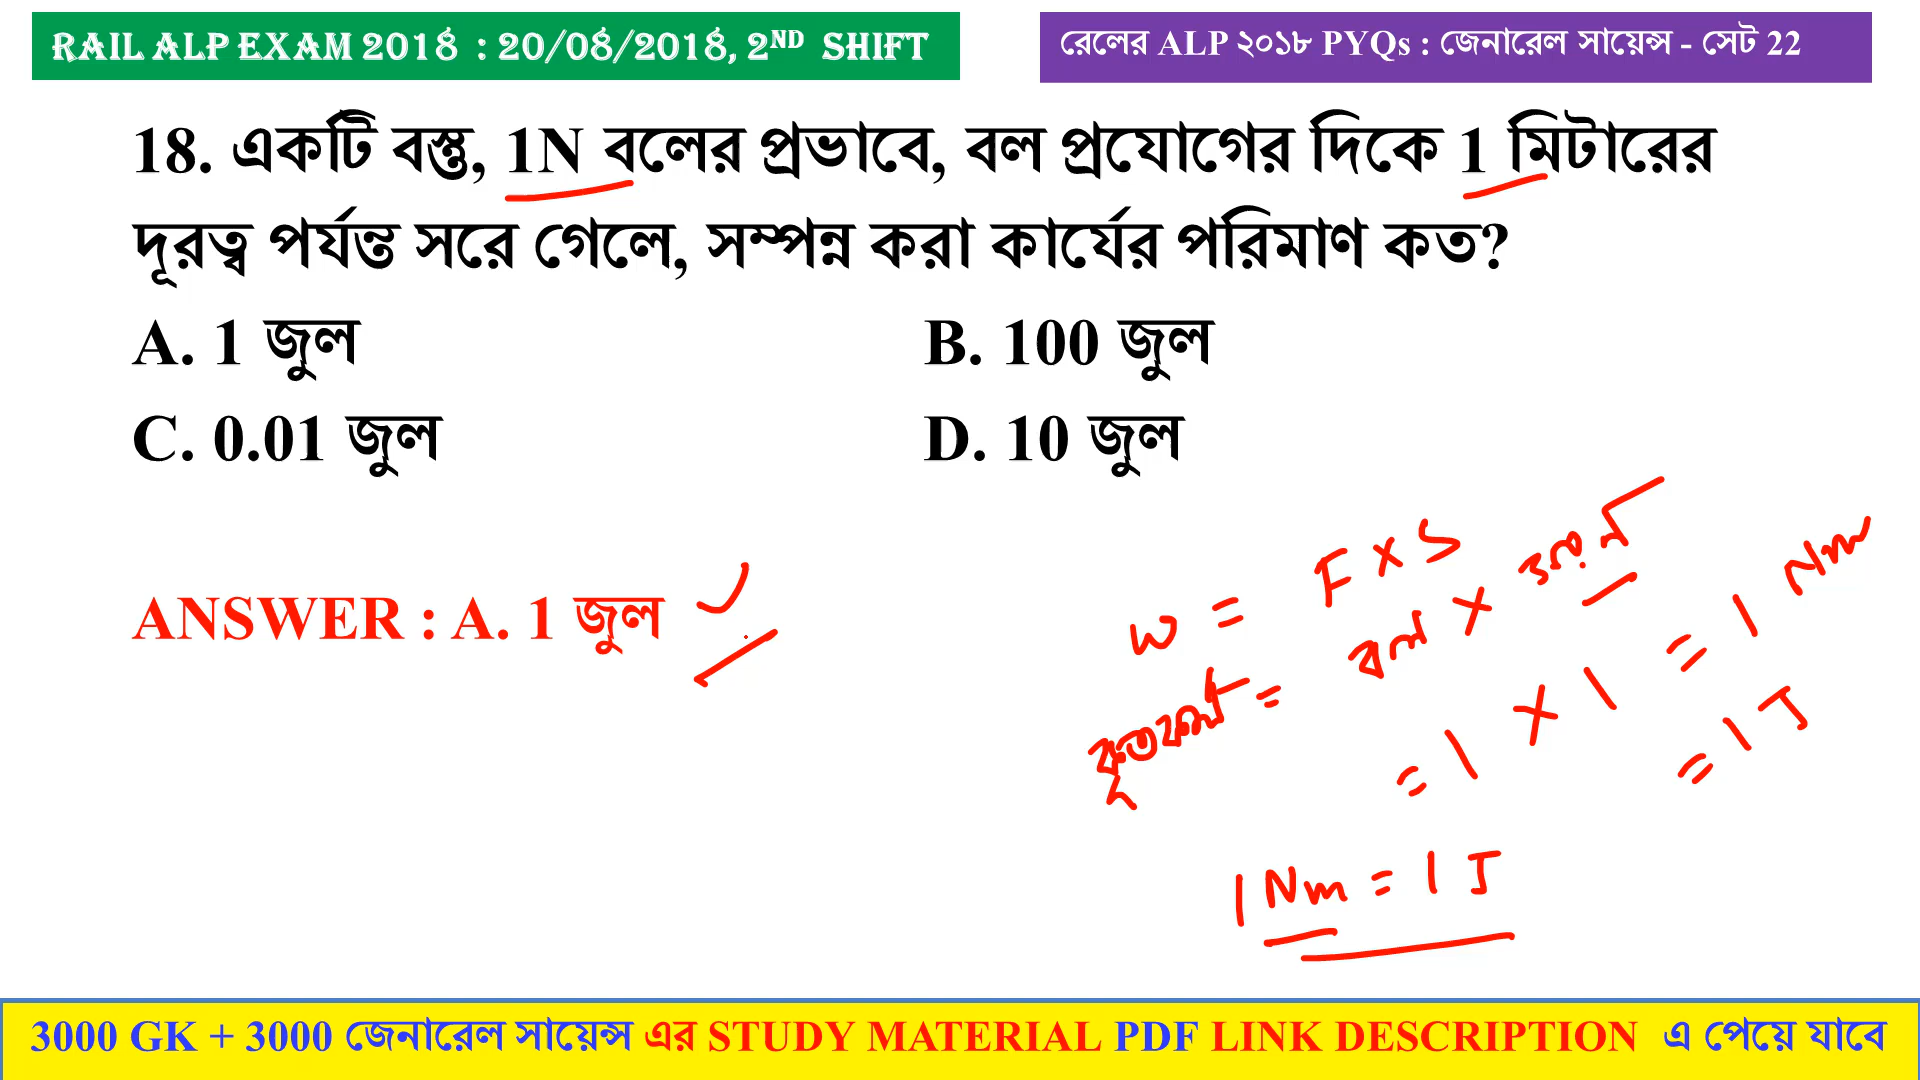 RAIL ALP EXAM 2018 : 20/08/2018, 2ND SHIFT
রেলের ALP ২০১৮ PYQs : জেনারেল সায়েন্স - সেট 22
18. একটি বস্তু, 1N বলের প্রভাবে, বল প্রযোগের দিকে 1 মিটারের
দূরত্ব পর্যন্ত সরে গেলে, সম্পন্ন করা কার্যের পরিমাণ কত?
A. 1 জুল
B. 100 জুল
C. 0.01 জুল
D. 10 জুল
ANSWER : A. 1 জুল
W = F × S
= বল ×
= 1 × 1 = 1 Nm
= 1 J
1 Nm = 1 J
3000 GK + 3000 জেনারেল সায়েন্স এর STUDY MATERIAL PDF LINK DESCRIPTION এ পেয়ে যাবে